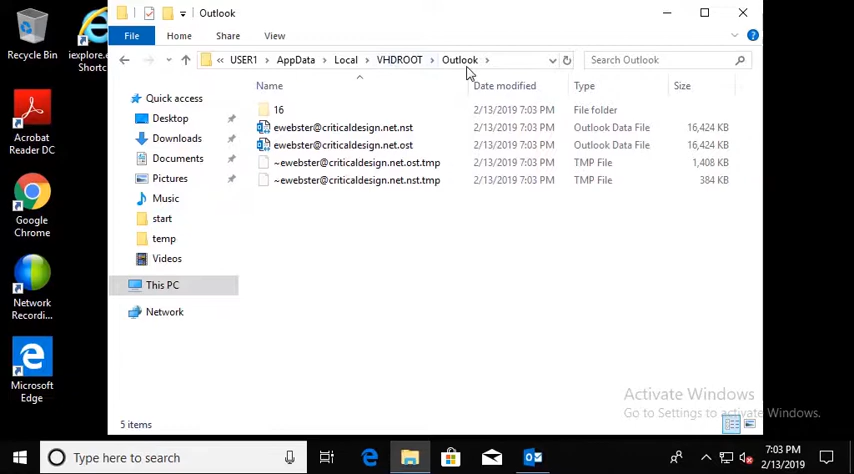 Outlook
File Home Share View
« USER1 > AppData > Local > VHDROOT > Outlook > Search Outlook
Name Date modified Type Size
16 2/13/2019 7:03 PM File folder
ewebster@criticaldesign.net.nst 2/13/2019 7:03 PM Outlook Data File 16,424 KB
ewebster@criticaldesign.net.ost 2/13/2019 7:03 PM Outlook Data File 16,424 KB
~ewebster@criticaldesign.net.ost.tmp 2/13/2019 7:03 PM TMP File 1,408 KB
~ewebster@criticaldesign.net.nst.tmp 2/13/2019 7:03 PM TMP File 384 KB
Quick access
Desktop
Downloads
Documents
Pictures
Music
start
temp
Videos
This PC
Network
5 items
Recycle Bin
iexplore.e
Shortc
Acrobat
Reader DC
Google
Chrome
Network
Recordi...
Microsoft
Edge
Activate Windows
Go to Settings to activate Windows.
Type here to search
7:03 PM
2/13/2019